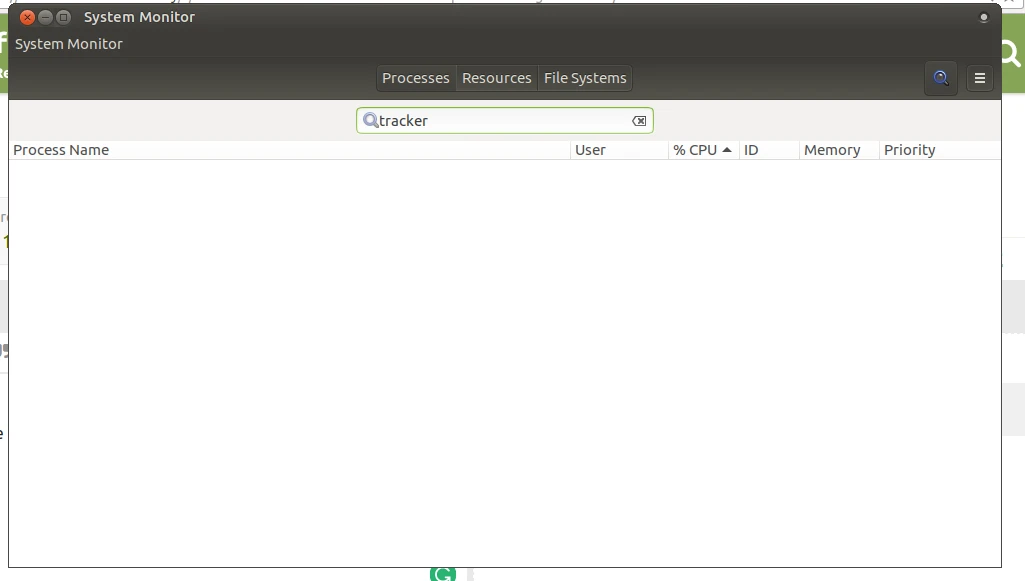 System Monitor
System Monitor
Processes Resources File Systems
tracker
Process Name User % CPU ID Memory Priority